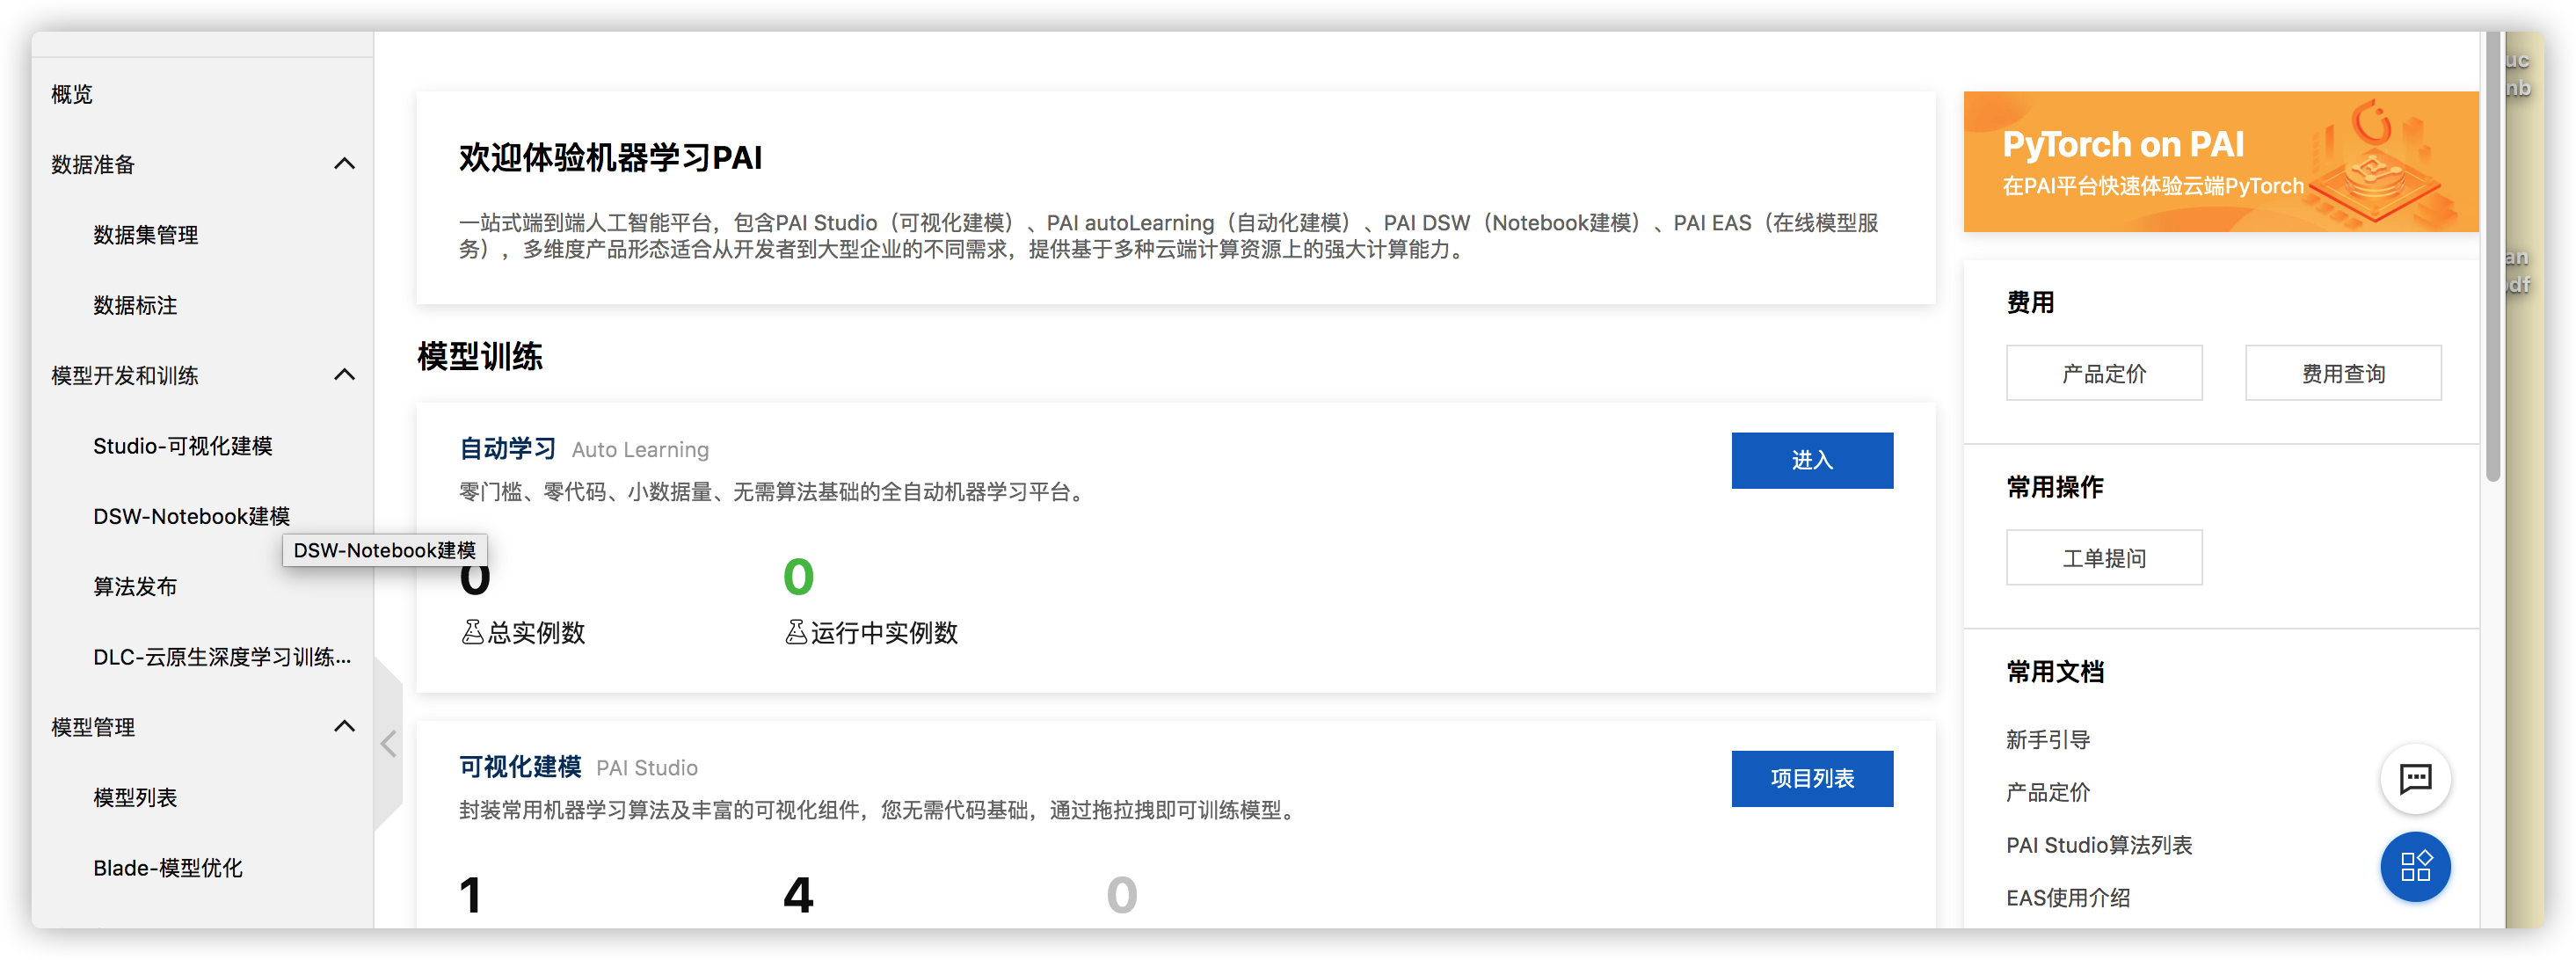 概览
数据准备
数据集管理
数据标注
模型开发和训练
Studio-可视化建模
DSW-Notebook建模
DSW-Notebook建模
算法发布
DLC-云原生深度学习训练...
模型管理
模型列表
Blade-模型优化
欢迎体验机器学习PAI
一站式端到端人工智能平台，包含PAI Studio（可视化建模）、PAI autoLearning（自动化建模）、PAI DSW（Notebook建模）、PAI EAS（在线模型服
务），多维度产品形态适合从开发者到大型企业的不同需求，提供基于多种云端计算资源上的强大计算能力。
模型训练
自动学习 Auto Learning
进入
零门槛、零代码、小数据量、无需算法基础的全自动机器学习平台。
0 0
总实例数 运行中实例数
可视化建模 PAI Studio
项目列表
封装常用机器学习算法及丰富的可视化组件，您无需代码基础，通过拖拉拽即可训练模型。
1 4 0
PyTorch on PAI
在PAI平台快速体验云端PyTorch
费用
产品定价 费用查询
常用操作
工单提问
常用文档
新手引导
产品定价
PAI Studio算法列表
EAS使用介绍
uc
nb
an